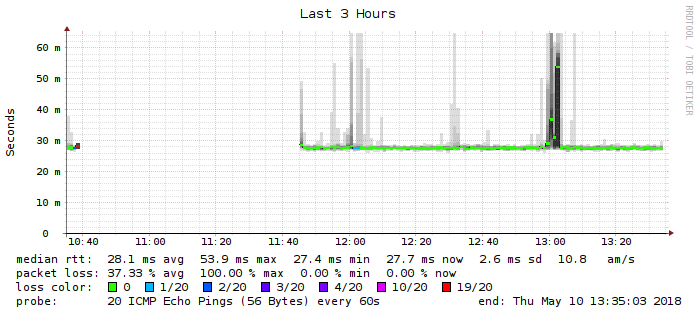 Last 3 Hours
RRDTOOL / TOBI OETIKER
Seconds
60 m
50 m
40 m
30 m
20 m
10 m
0
10:40 11:00 11:20 11:40 12:00 12:20 12:40 13:00 13:20
median rtt: 28.1 ms avg 53.9 ms max 27.4 ms min 27.7 ms now 2.6 ms sd 10.8 am/s
packet loss: 37.33 % avg 100.00 % max 0.00 % min 0.00 % now
loss color: 0 1/20 2/20 3/20 4/20 10/20 19/20
probe: 20 ICMP Echo Pings (56 Bytes) every 60s end: Thu May 10 13:35:03 2018